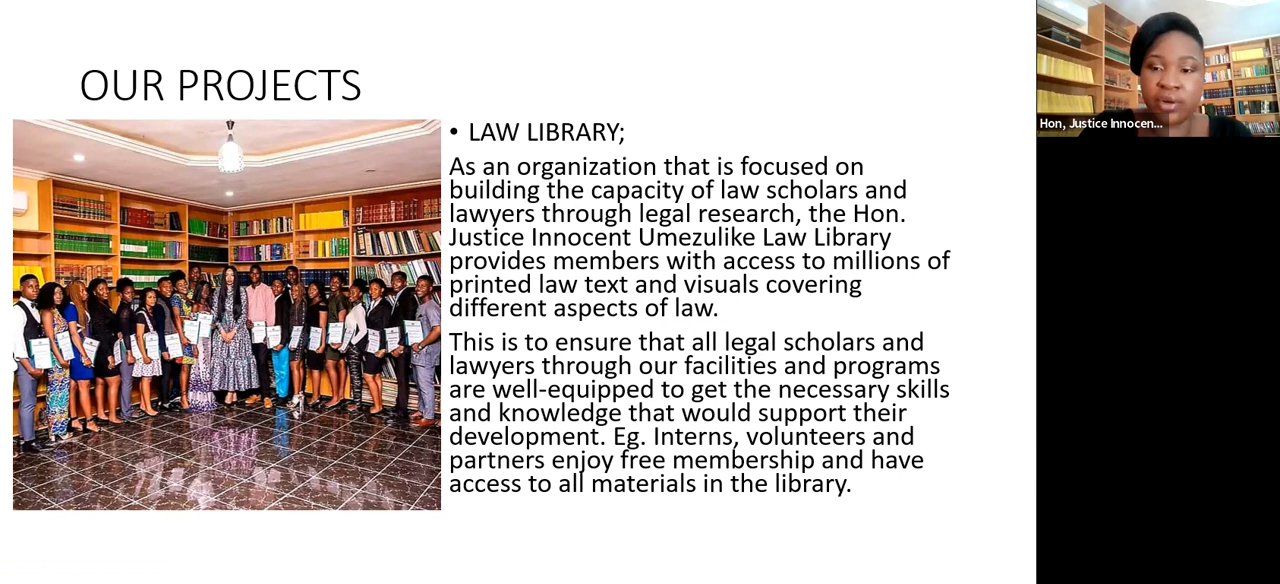 OUR PROJECTS
• LAW LIBRARY;
As an organization that is focused on
building the capacity of law scholars and
lawyers through legal research, the Hon.
Justice Innocent Umezulike Law Library
provides members with access to millions of
printed law text and visuals covering
different aspects of law.
This is to ensure that all legal scholars and
lawyers through our facilities and programs
are well-equipped to get the necessary skills
and knowledge that would support their
development. Eg. Interns, volunteers and
partners enjoy free membership and have
access to all materials in the library.
Hon, Justice Innocen...